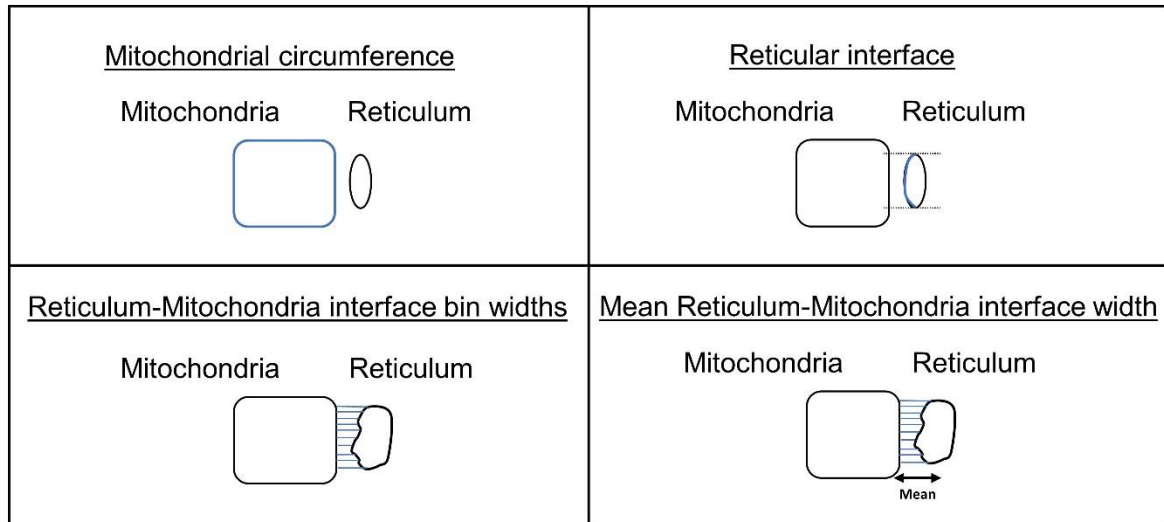 Mitochondrial circumference
Mitochondria Reticulum
Reticular interface
Mitochondria Reticulum
Reticulum-Mitochondria interface bin widths
Mitochondria Reticulum
Mean Reticulum-Mitochondria interface width
Mitochondria Reticulum
Mean